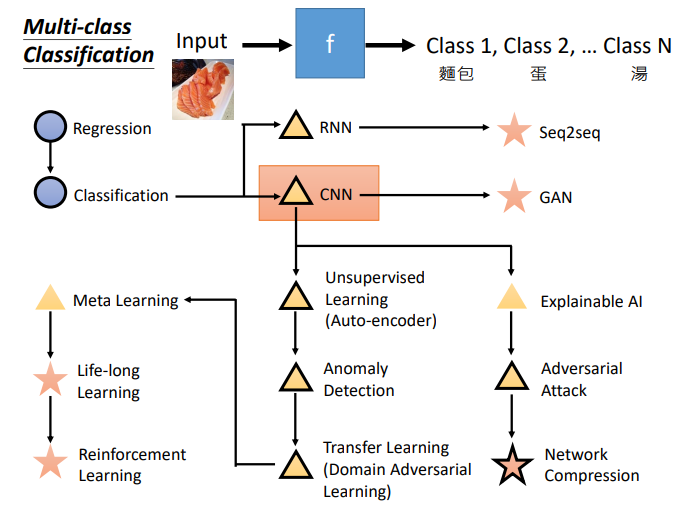 Multi-class
Classification
Input
f
Class 1, Class 2, ... Class N
麵包
蛋
湯
Regression
RNN
Seq2seq
Classification
CNN
GAN
Meta Learning
Unsupervised
Learning
(Auto-encoder)
Explainable AI
Life-long
Learning
Anomaly
Detection
Adversarial
Attack
Reinforcement
Learning
Transfer Learning
(Domain Adversarial
Learning)
Network
Compression